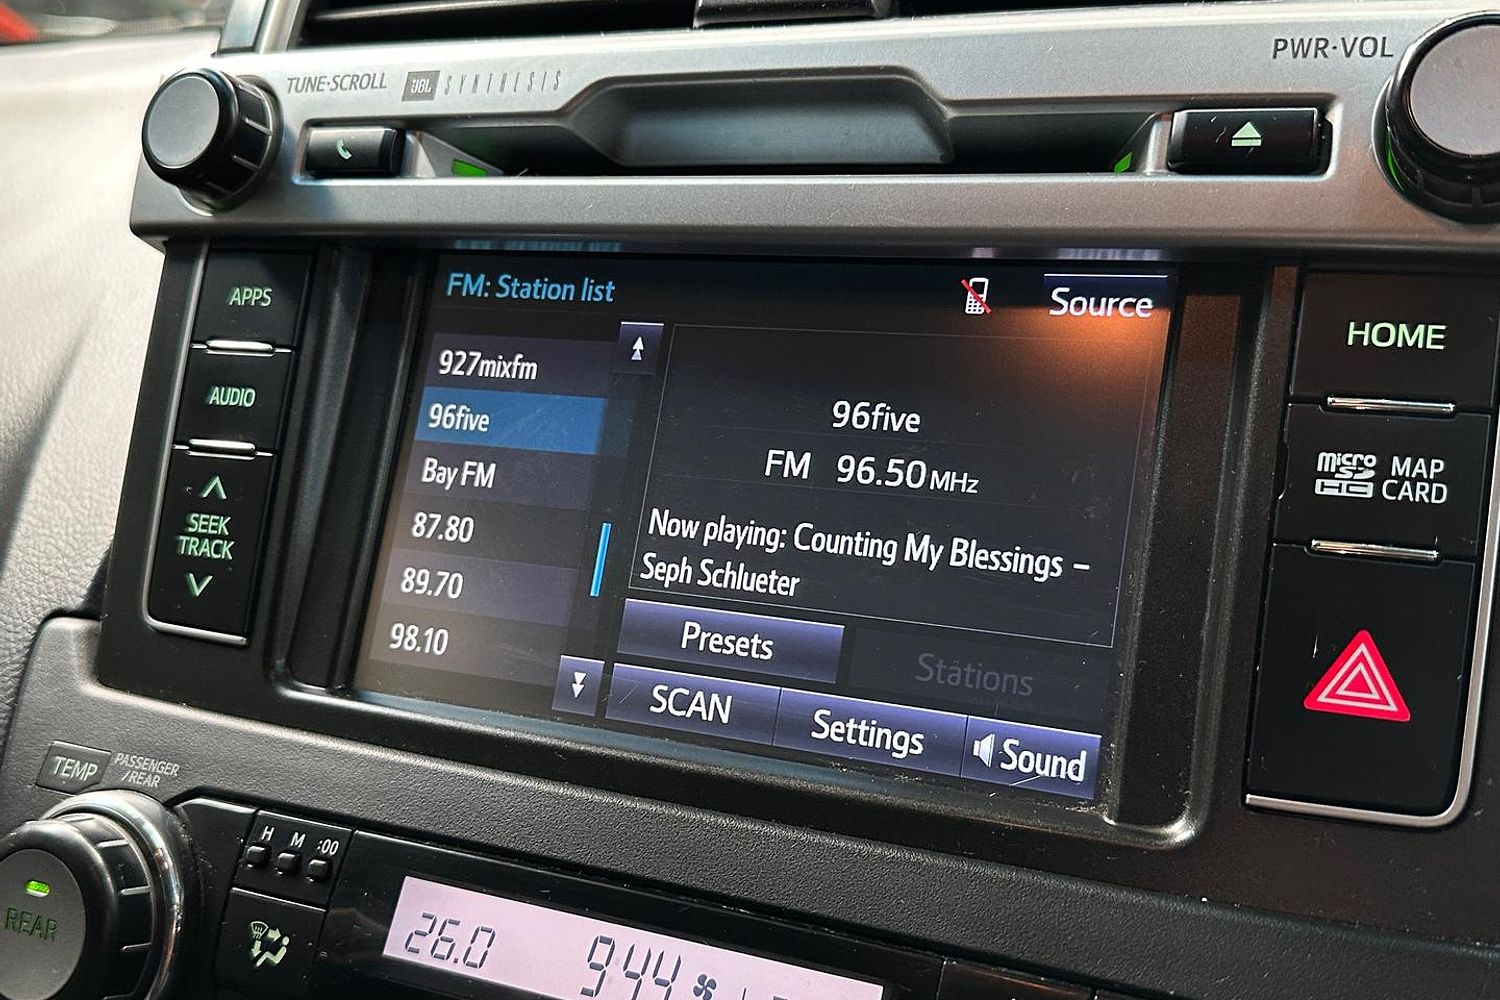 TUNE·SCROLL JBL SYNTHESIS
PWR·VOL
APPS
AUDIO
SEEK
TRACK
FM: Station list
Source
927mixfm
96five
Bay FM
87.80
89.70
98.10
96five
FM 96.50 MHz
Now playing: Counting My Blessings –
Seph Schlueter
Presets
Stations
SCAN
Settings
Sound
HOME
micro SD HC MAP CARD
TEMP
PASSENGER
/REAR
H M :00
REAR
26.0
9:44